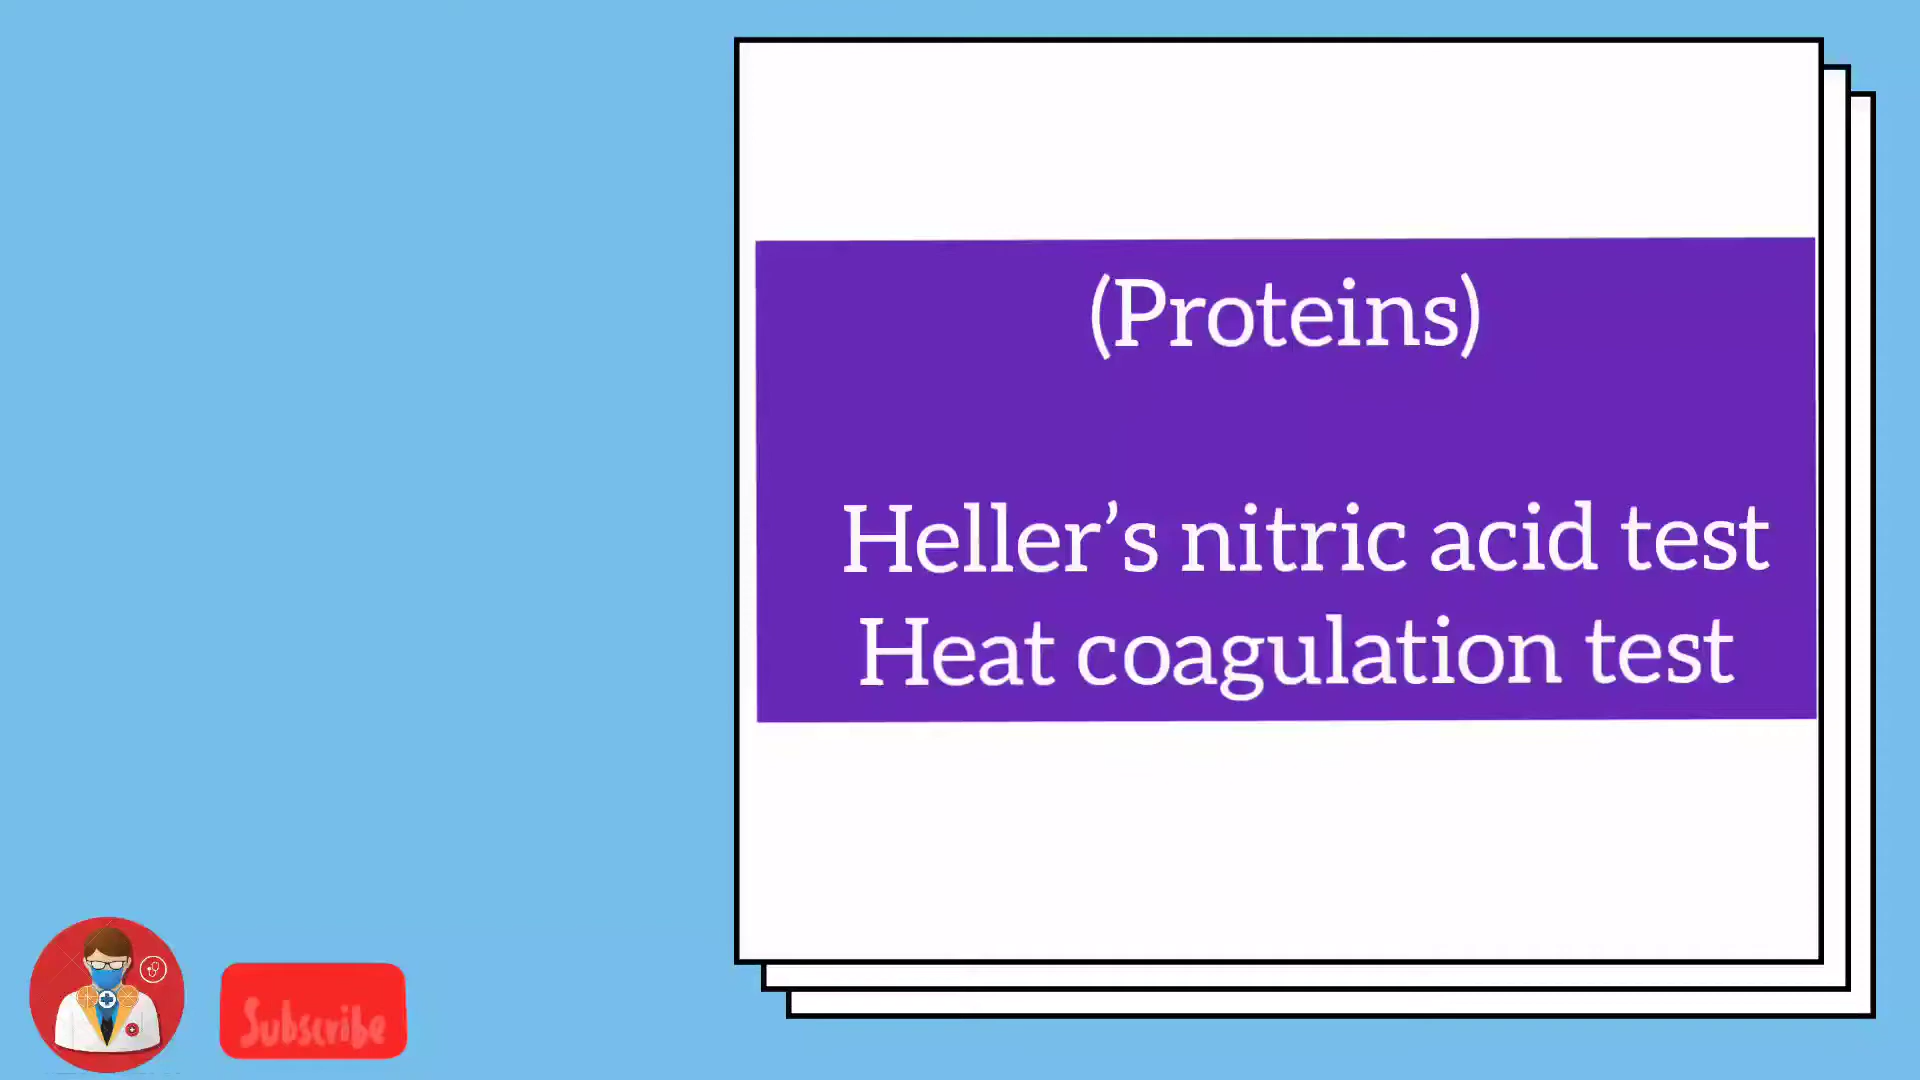 (Proteins)
Heller’s nitric acid test
Heat coagulation test
Subscribe